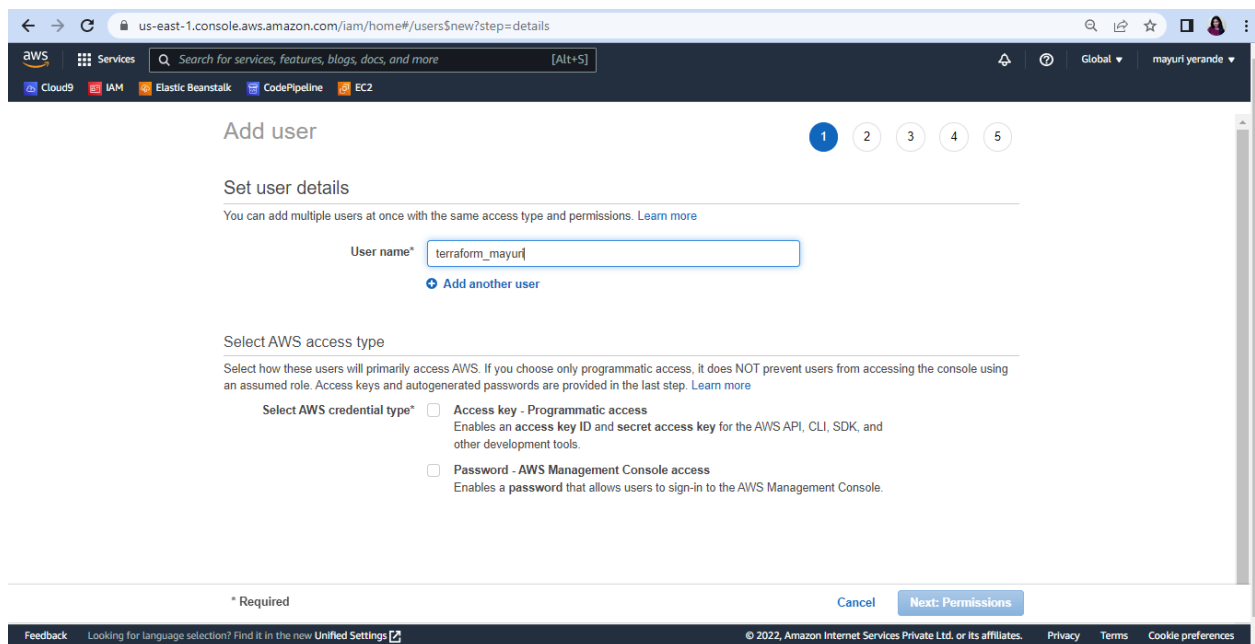 us-east-1.console.aws.amazon.com/iam/home#/users$new?step=details
aws Services Search for services, features, blogs, docs, and more [Alt+S] Global mayuri yerande
Cloud9 IAM Elastic Beanstalk CodePipeline EC2
Add user 1 2 3 4 5
Set user details
You can add multiple users at once with the same access type and permissions. Learn more
User name* terraform_mayuri
Add another user
Select AWS access type
Select how these users will primarily access AWS. If you choose only programmatic access, it does NOT prevent users from accessing the console using
an assumed role. Access keys and autogenerated passwords are provided in the last step. Learn more
Select AWS credential type* Access key - Programmatic access
Enables an access key ID and secret access key for the AWS API, CLI, SDK, and
other development tools.
Password - AWS Management Console access
Enables a password that allows users to sign-in to the AWS Management Console.
* Required Cancel Next: Permissions
Feedback Looking for language selection? Find it in the new Unified Settings © 2022, Amazon Internet Services Private Ltd. or its affiliates. Privacy Terms Cookie preferences